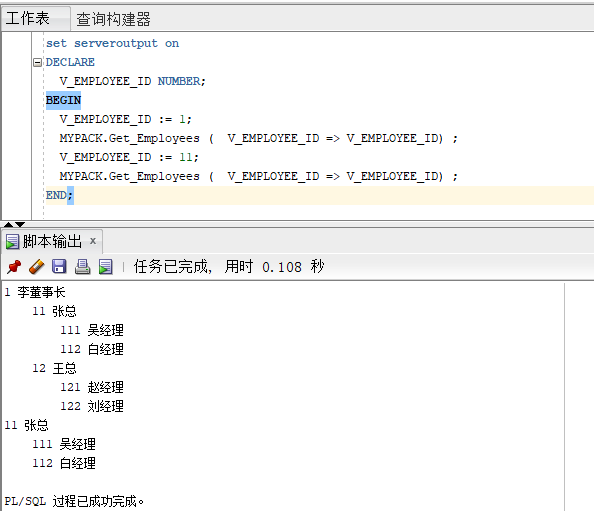 工作表 查询构建器
set serveroutput on
DECLARE
V_EMPLOYEE_ID NUMBER;
BEGIN
V_EMPLOYEE_ID := 1;
MYPACK.Get_Employees (  V_EMPLOYEE_ID => V_EMPLOYEE_ID) ;
V_EMPLOYEE_ID := 11;
MYPACK.Get_Employees (  V_EMPLOYEE_ID => V_EMPLOYEE_ID) ;
END;
脚本输出 x
任务已完成, 用时 0.108 秒
1 李董事长
11 张总
111 吴经理
112 白经理
12 王总
121 赵经理
122 刘经理
11 张总
111 吴经理
112 白经理
PL/SQL 过程已成功完成。